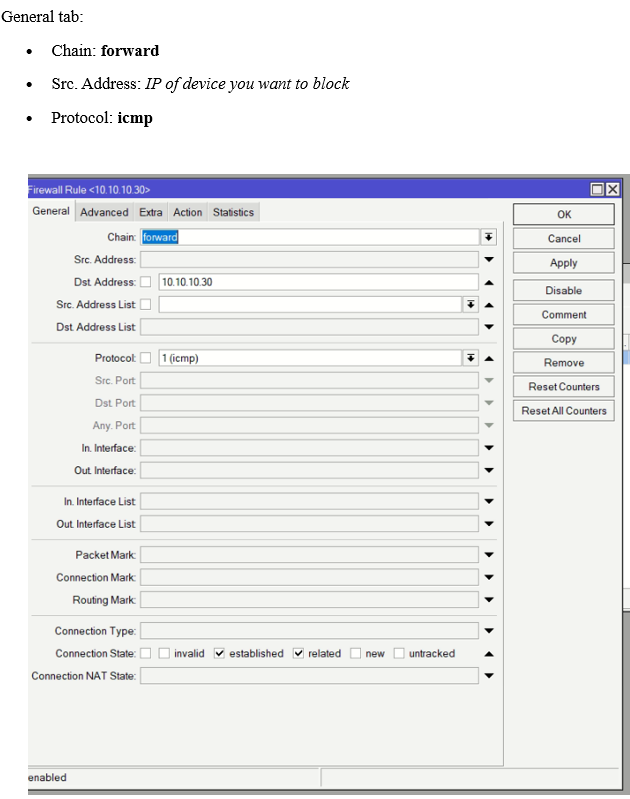 General tab:
• Chain: forward
• Src. Address: IP of device you want to block
• Protocol: icmp
Firewall Rule <10.10.10.30>
General Advanced Extra Action Statistics
OK
Cancel
Apply
Disable
Comment
Copy
Remove
Reset Counters
Reset All Counters
Chain: forward
Src. Address:
Dst. Address: 10.10.10.30
Src. Address List:
Dst. Address List:
Protocol: 1 (icmp)
Src. Port:
Dst. Port:
Any. Port:
In. Interface:
Out. Interface:
In. Interface List:
Out. Interface List:
Packet Mark:
Connection Mark:
Routing Mark:
Connection Type:
Connection State: invalid established related new untracked
Connection NAT State:
enabled